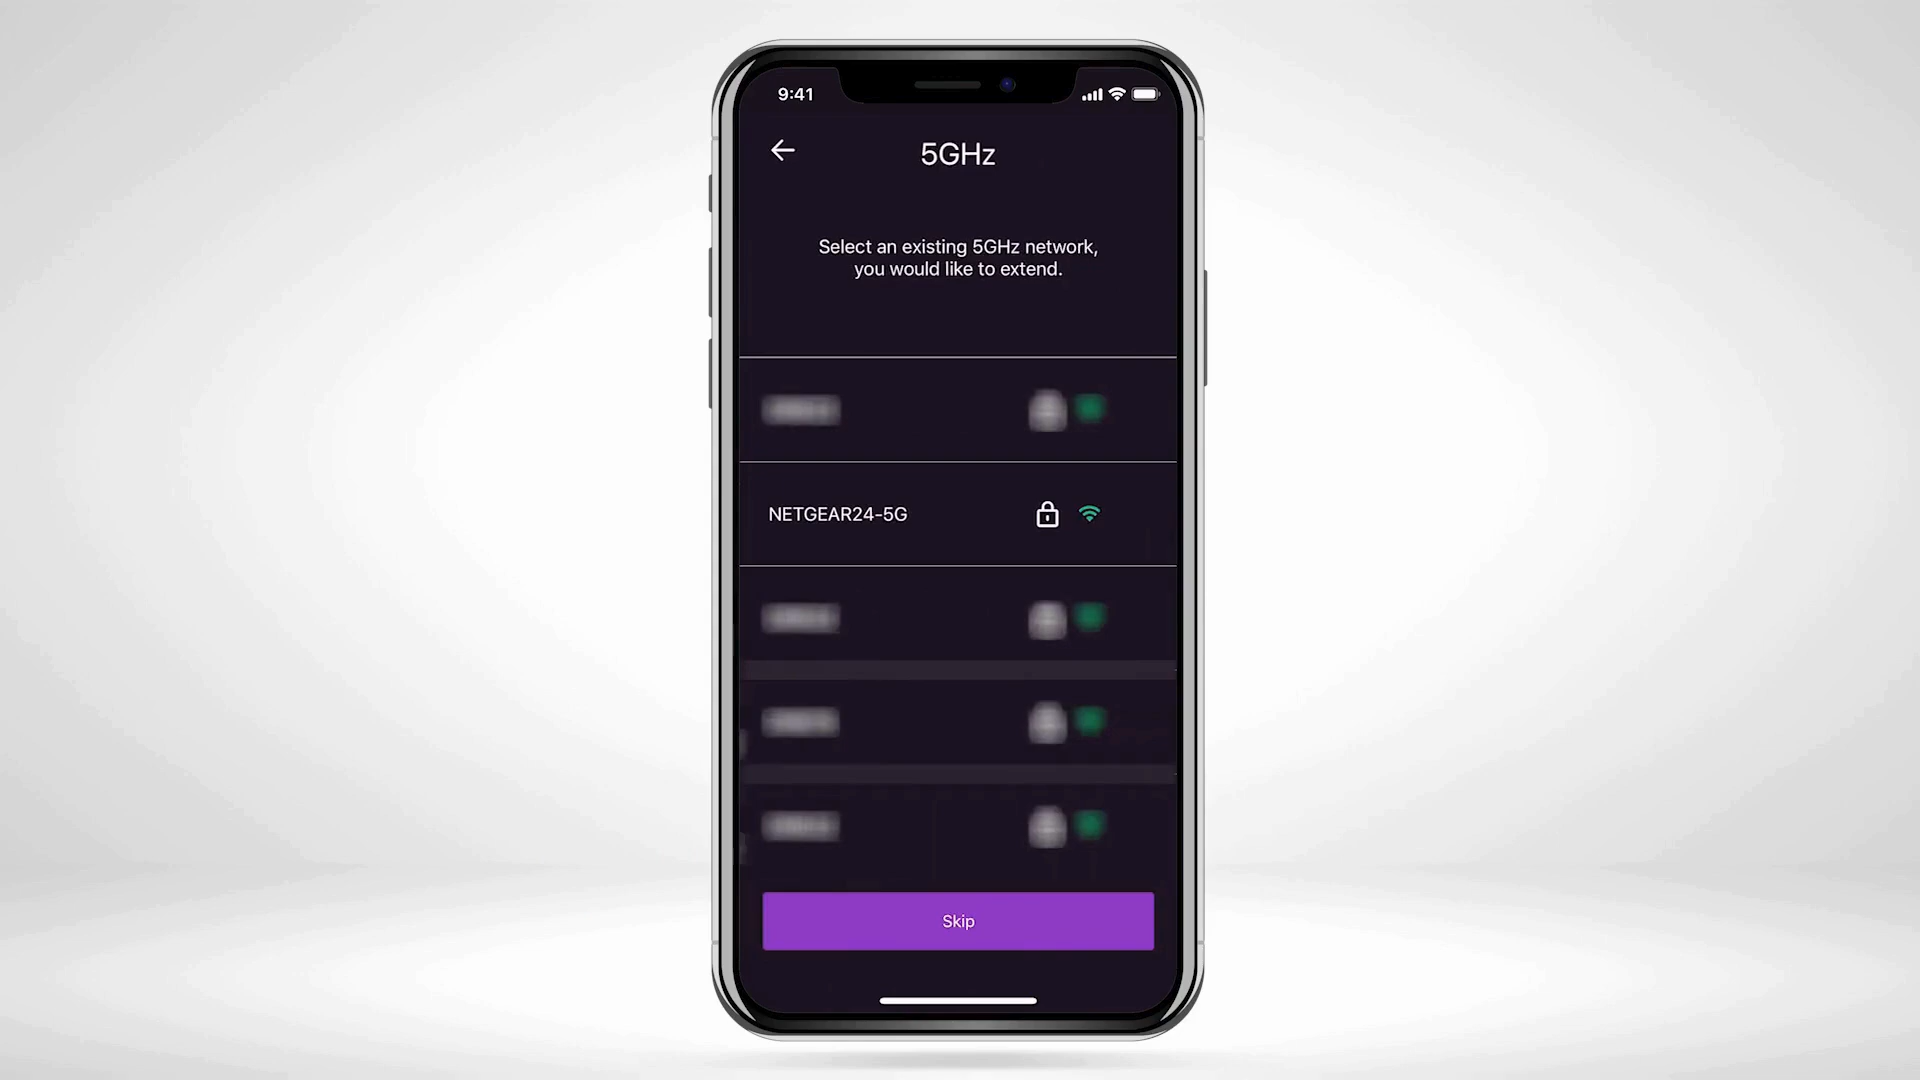 9:41
5GHz
Select an existing 5GHz network,
you would like to extend.
NETGEAR24-5G
Skip